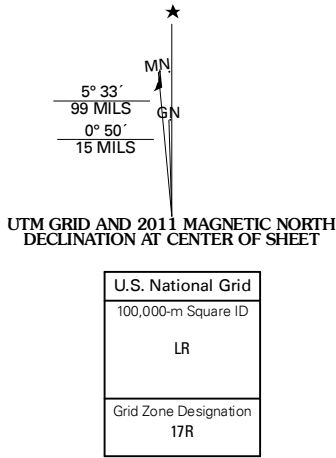 ★
MN
5° 33´
99 MILS
GN
0° 50´
15 MILS
UTM GRID AND 2011 MAGNETIC NORTH
DECLINATION AT CENTER OF SHEET
U.S. National Grid
100,000-m Square ID
LR
Grid Zone Designation
17R